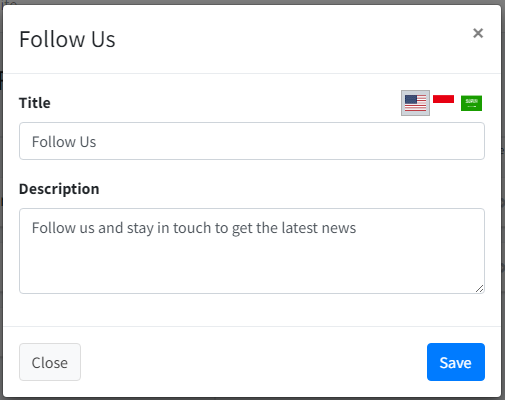 Follow Us
×
Title
Follow Us
Description
Follow us and stay in touch to get the latest news
Close
Save